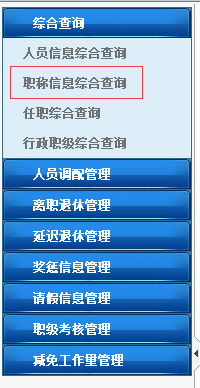 综合查询
人员信息综合查询
职称信息综合查询
任职综合查询
行政职级综合查询
人员调配管理
离职退休管理
延迟退休管理
奖惩信息管理
请假信息管理
职级考核管理
减免工作量管理